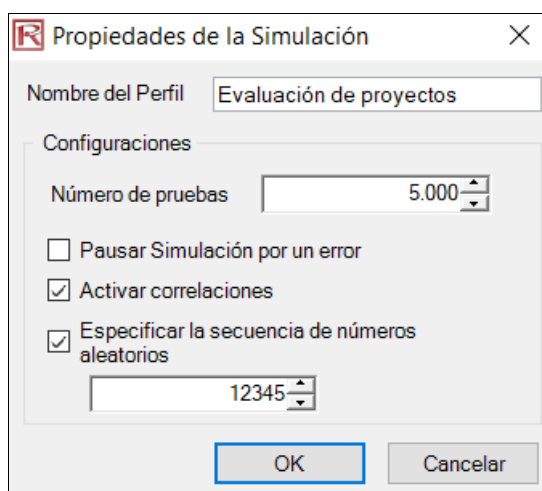 Propiedades de la Simulación
Nombre del Perfil Evaluación de proyectos
Configuraciones
Número de pruebas 5.000
Pausar Simulación por un error
Activar correlaciones
Especificar la secuencia de números
aleatorios
12345
OK Cancelar